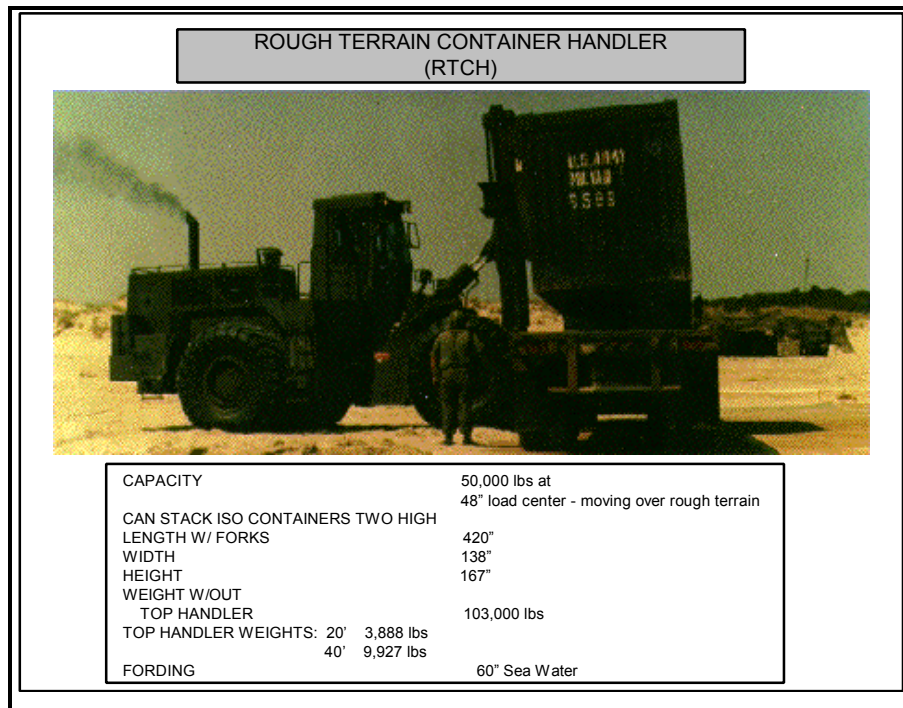 ROUGH TERRAIN CONTAINER HANDLER
(RTCH)
U.S. ARMY
MILVAN
CAPACITY 50,000 lbs at
48” load center - moving over rough terrain
CAN STACK ISO CONTAINERS TWO HIGH
LENGTH W/ FORKS 420”
WIDTH 138”
HEIGHT 167”
WEIGHT W/OUT
TOP HANDLER 103,000 lbs
TOP HANDLER WEIGHTS: 20’ 3,888 lbs
40’ 9,927 lbs
FORDING 60” Sea Water